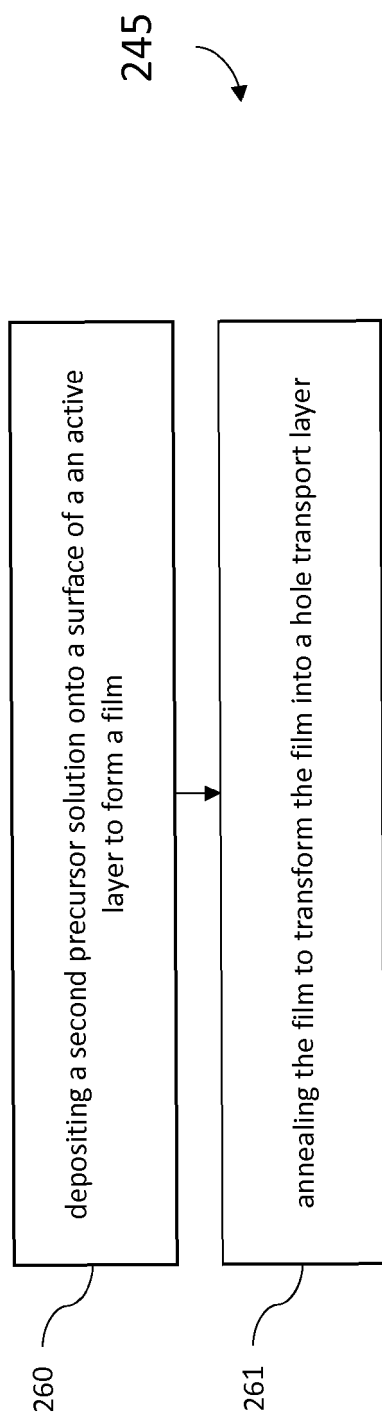 245
260
depositing a second precursor solution onto a surface of a an active
layer to form a film
261
annealing the film to transform the film into a hole transport layer